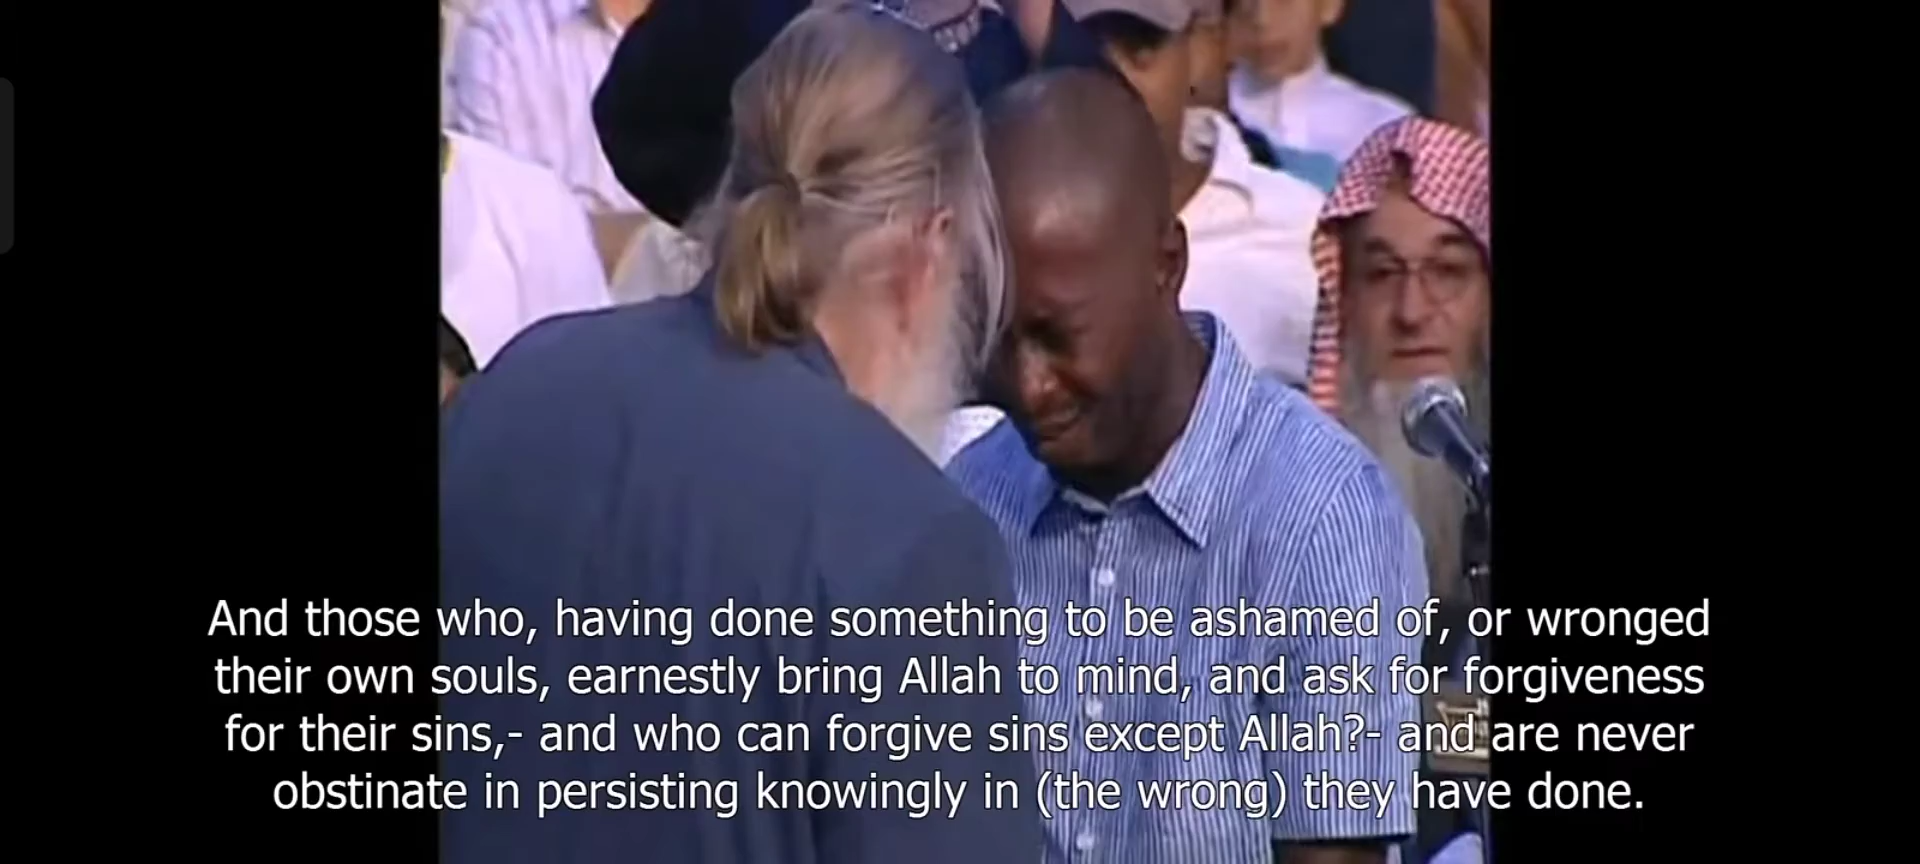 And those who, having done something to be ashamed of, or wronged
their own souls, earnestly bring Allah to mind, and ask for forgiveness
for their sins,- and who can forgive sins except Allah?- and are never
obstinate in persisting knowingly in (the wrong) they have done.